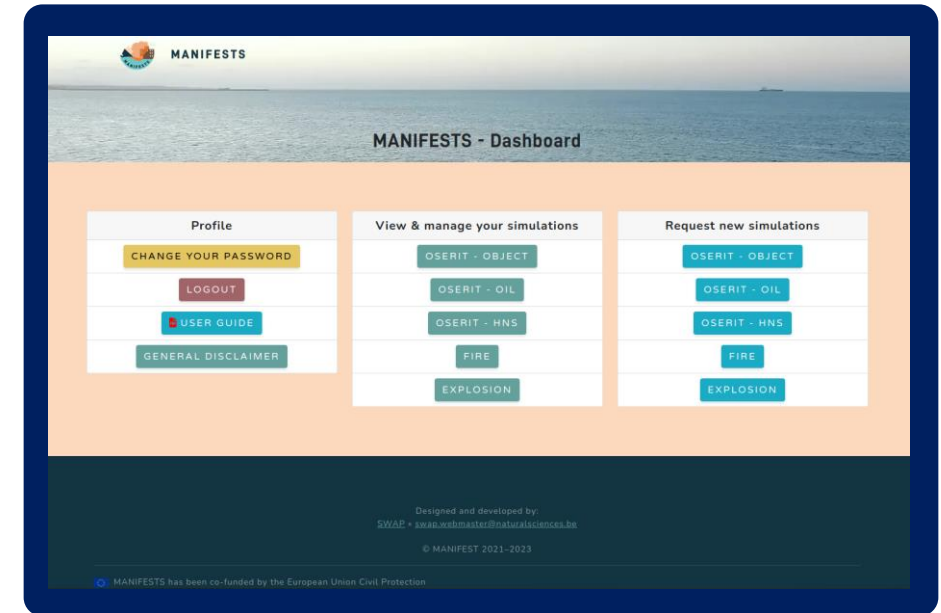 MANIFESTS
MANIFESTS
MANIFESTS - Dashboard
Profile
CHANGE YOUR PASSWORD
LOGOUT
USER GUIDE
GENERAL DISCLAIMER
View & manage your simulations
OSERIT - OBJECT
OSERIT - OIL
OSERIT - HNS
FIRE
EXPLOSION
Request new simulations
OSERIT - OBJECT
OSERIT - OIL
OSERIT - HNS
FIRE
EXPLOSION
Designed and developed by:
SWAP • swap.webmaster@naturalsciences.be
© MANIFEST 2021–2023
MANIFESTS has been co-funded by the European Union Civil Protection